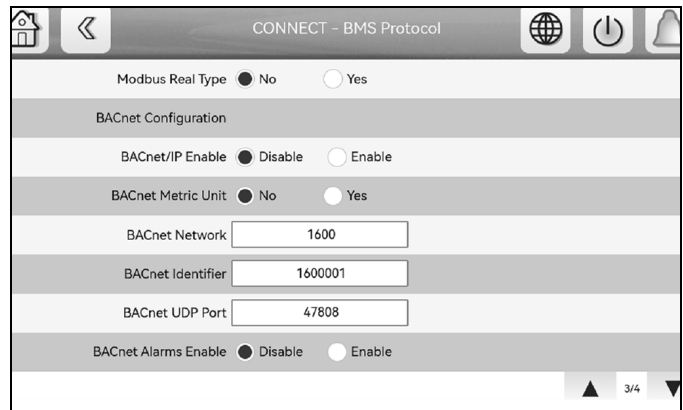 CONNECT - BMS Protocol
Modbus Real Type No Yes
BACnet Configuration
BACnet/IP Enable Disable Enable
BACnet Metric Unit No Yes
BACnet Network 1600
BACnet Identifier 1600001
BACnet UDP Port 47808
BACnet Alarms Enable Disable Enable
3/4